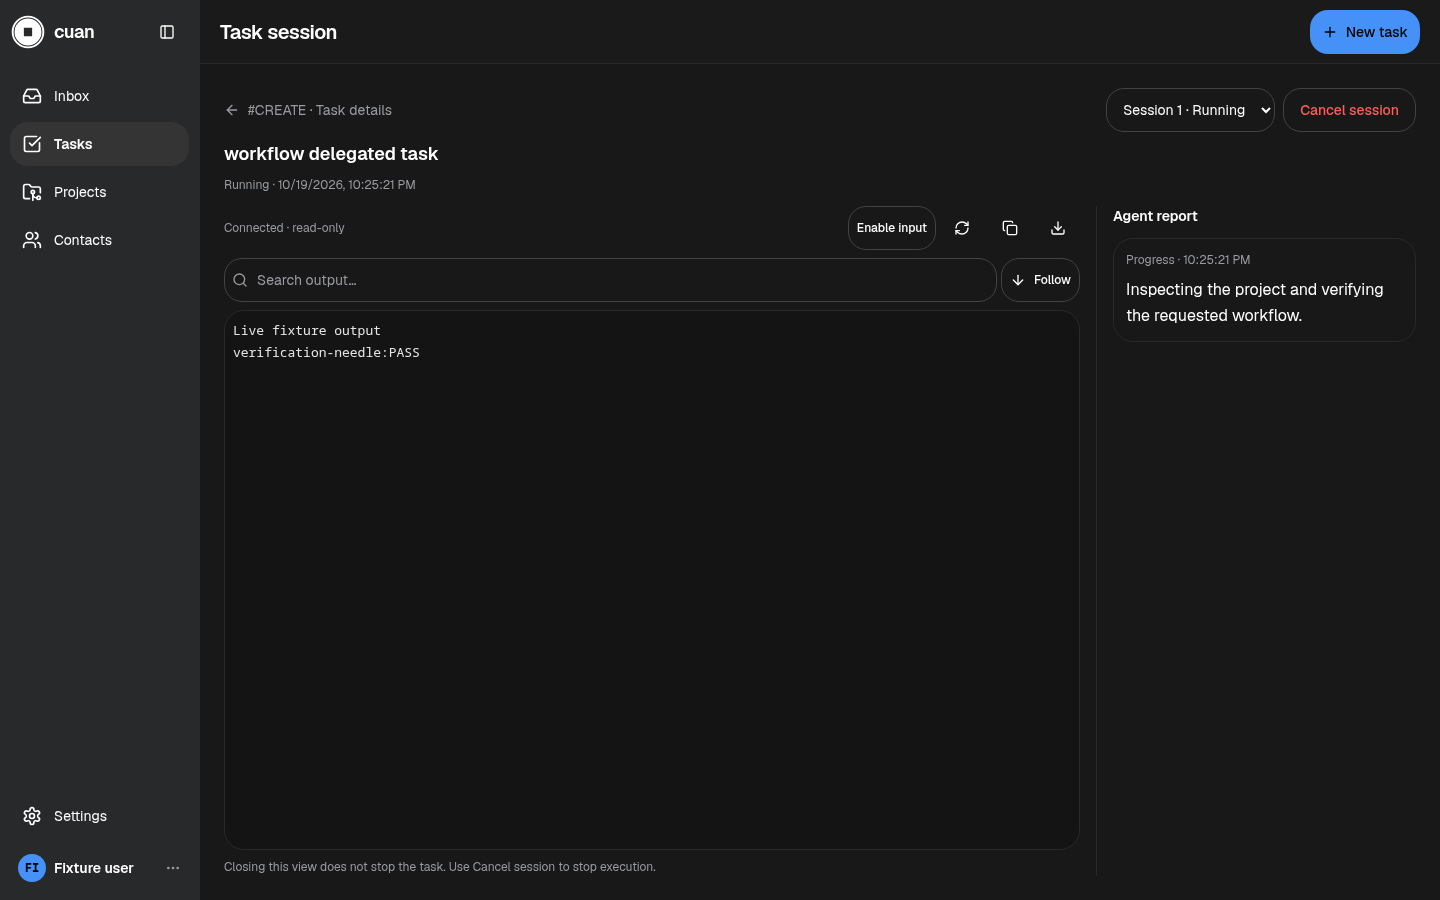 cuan
Inbox
Tasks
Projects
Contacts
Settings
FI
Fixture user
Task session
New task
#CREATE · Task details
Session 1 · Running
Cancel session
workflow delegated task
Running · 10/19/2026, 10:25:21 PM
Connected · read-only
Enable input
Search output…
Follow
Live fixture output
verification-needle:PASS
Closing this view does not stop the task. Use Cancel session to stop execution.
Agent report
Progress · 10:25:21 PM
Inspecting the project and verifying
the requested workflow.